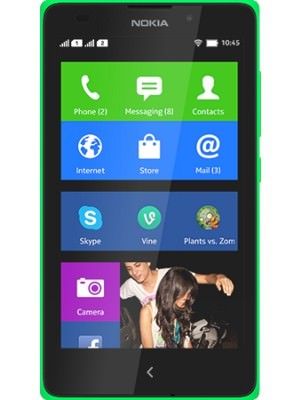 NOKIA
1 2 10:45
Phone (2) Messaging (8) Contacts
Internet Store Mail (3)
Skype Vine Plants vs. Zom
Camera